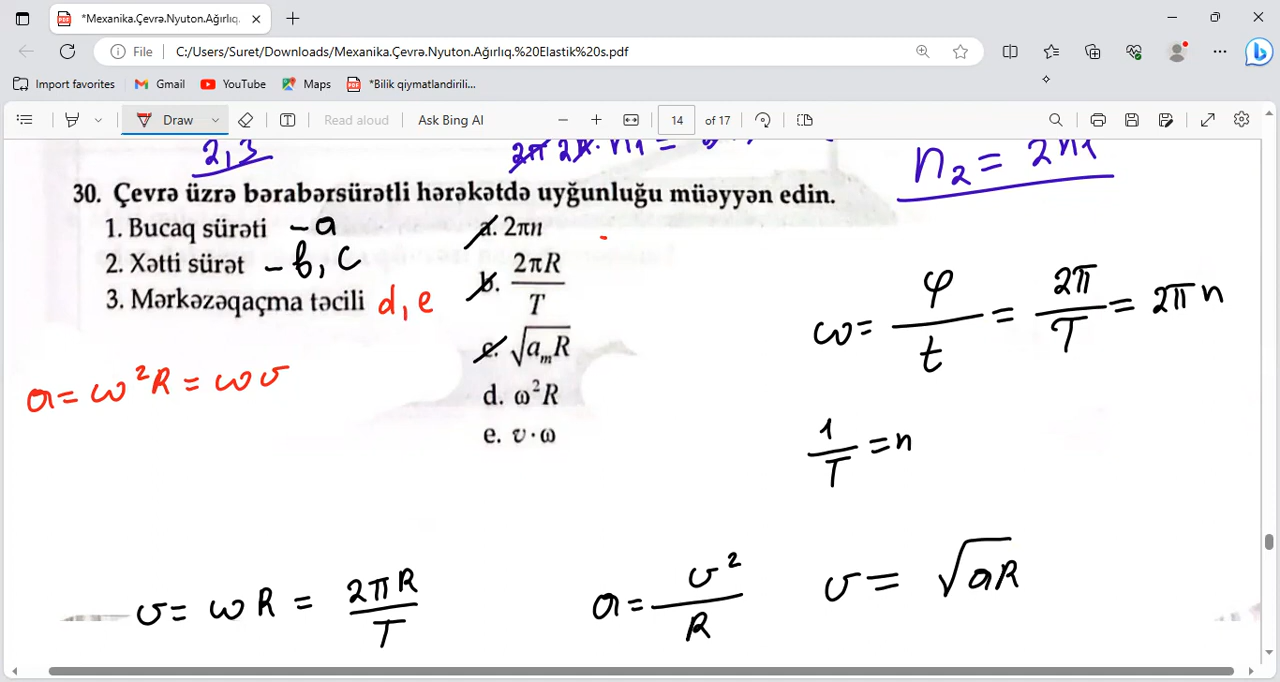 *Mexanika.Çevrə.Nyuton.Ağırlıq.
File C:/Users/Suret/Downloads/Mexanika.Çevrə.Nyuton.Ağırlıq.%20Elastik%20s.pdf
Import favorites Gmail YouTube Maps *Bilik qiymatlandirili...
Draw Read aloud Ask Bing AI 14 of 17
2,3
n₂ = 2n1
30. Çevrə üzrə bərabərsürətli hərəkətdə uyğunluğu müəyyən edin.
1. Bucaq sürəti – a
2. Xətti sürət – b, c
3. Mərkəzəqaçma təcili d, e
a. 2πn
b. 2πR/T
c. √aₘR
d. ω²R
e. υ·ω
a = ω²R = ωυ
ω = φ/t = 2π/T = 2πn
1/T = n
υ = ωR = 2πR/T
a = υ²/R
υ = √aR